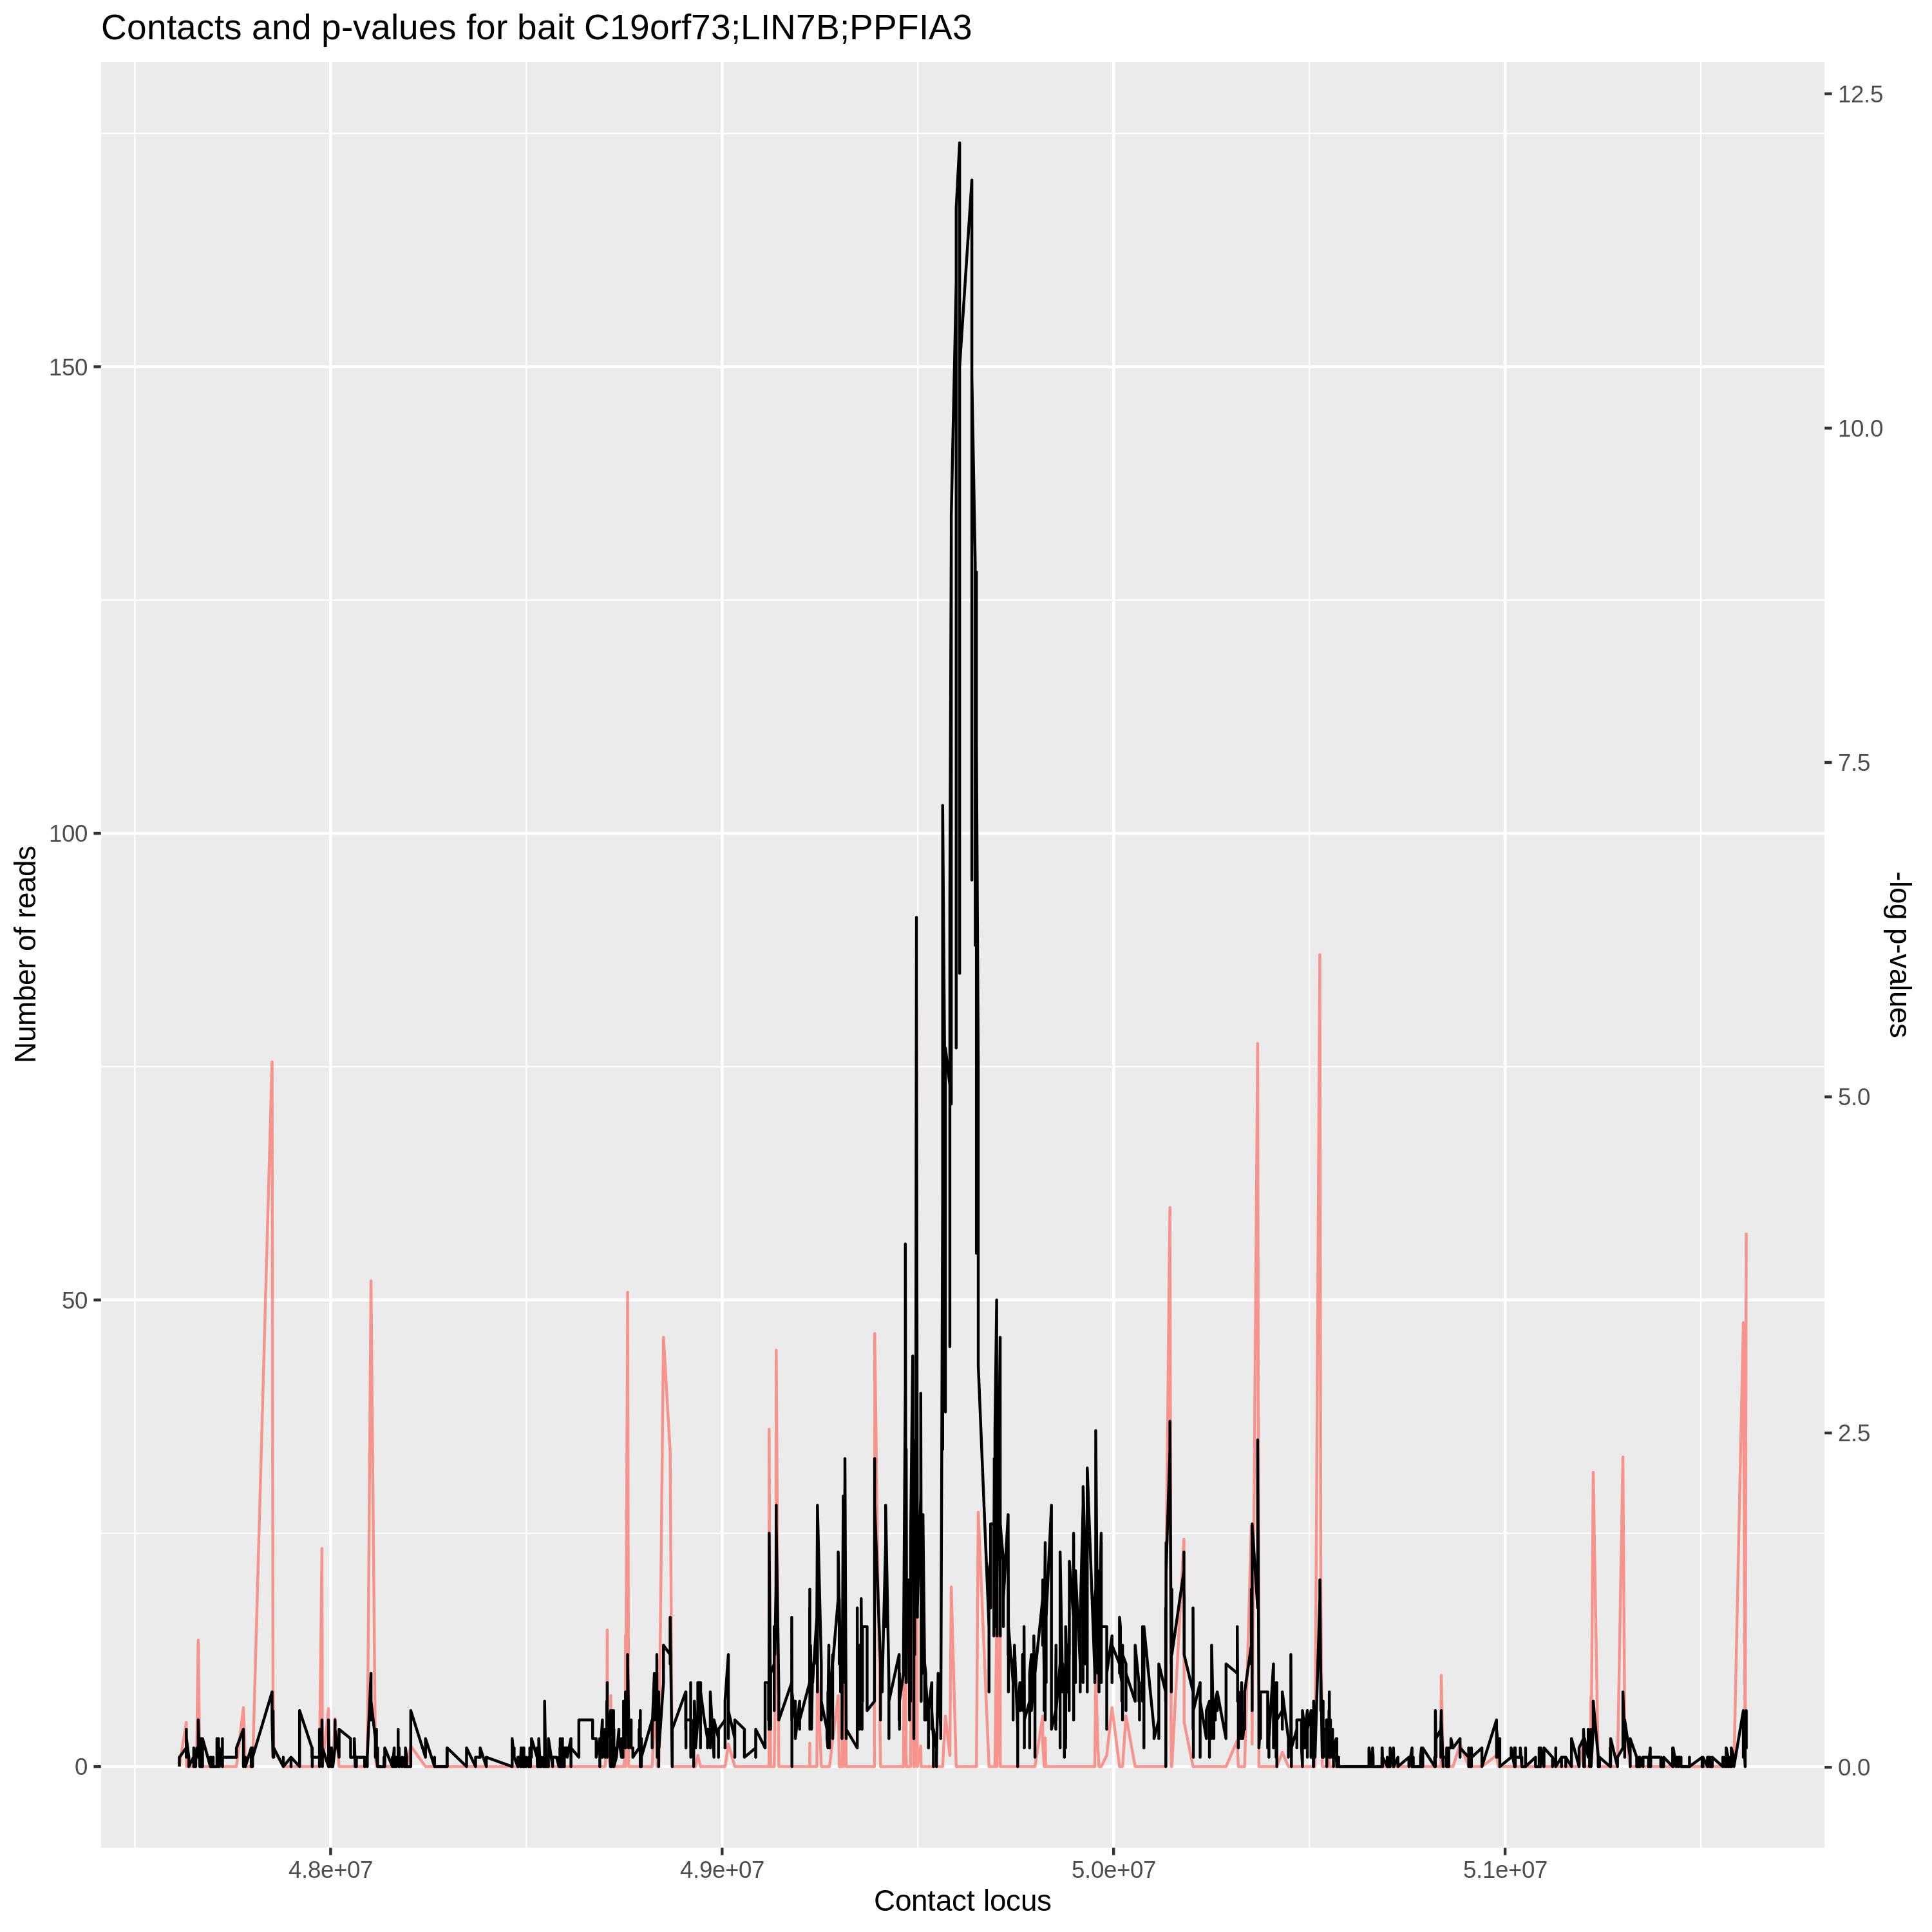 Contacts and p-values for bait C19orf73;LIN7B;PPFIA3
12.5
150
10.0
7.5
100
Number of reads
-log p-values
5.0
50
2.5
0
0.0
4.8e+07 4.9e+07 5.0e+07 5.1e+07
Contact locus